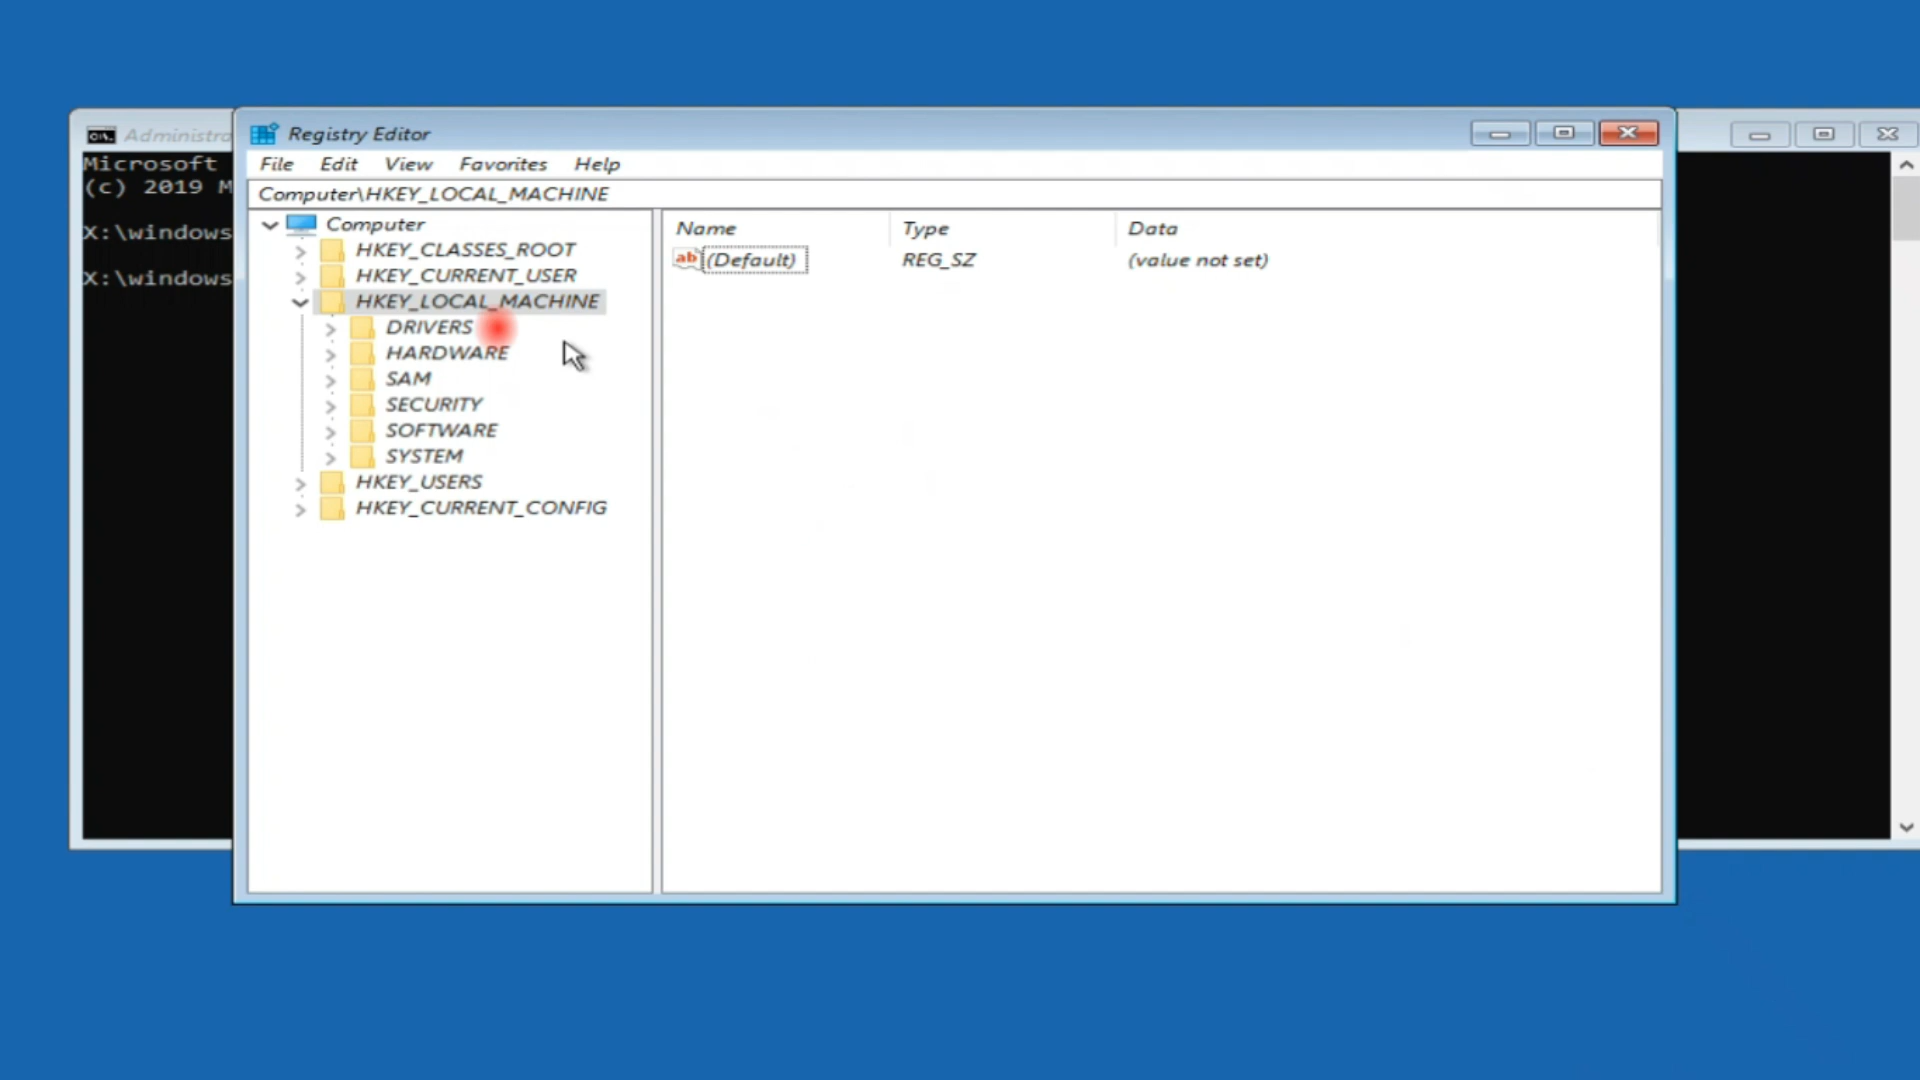 Administra
Microsoft
(c) 2019 M
X:\windows
X:\windows
Registry Editor
File Edit View Favorites Help
Computer\HKEY_LOCAL_MACHINE
Computer
HKEY_CLASSES_ROOT
HKEY_CURRENT_USER
HKEY_LOCAL_MACHINE
DRIVERS
HARDWARE
SAM
SECURITY
SOFTWARE
SYSTEM
HKEY_USERS
HKEY_CURRENT_CONFIG
Name Type Data
ab (Default) REG_SZ (value not set)